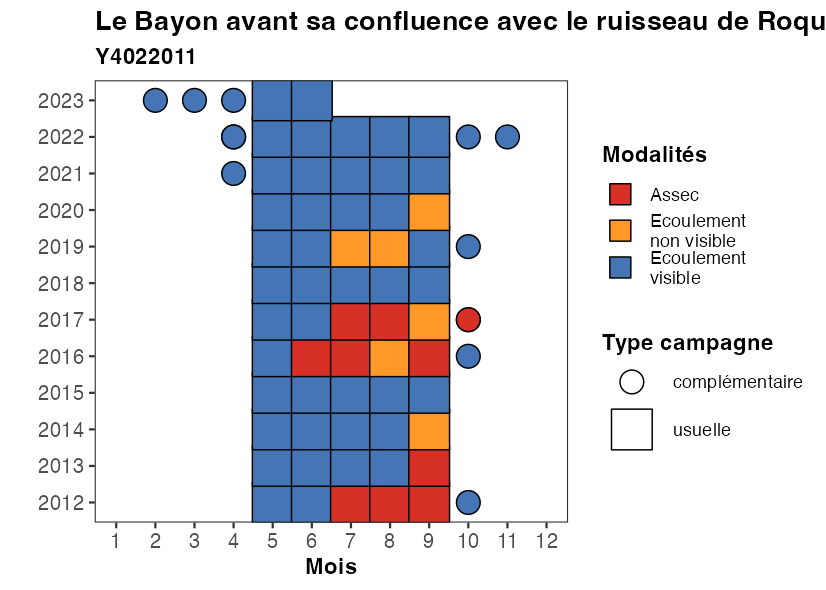 Le Bayon avant sa confluence avec le ruisseau de Roqu
Y4022011
2023
2022
2021
2020
2019
2018
2017
2016
2015
2014
2013
2012
1 2 3 4 5 6 7 8 9 10 11 12
Mois
Modalités
Assec
Ecoulement
non visible
Ecoulement
visible
Type campagne
complémentaire
usuelle